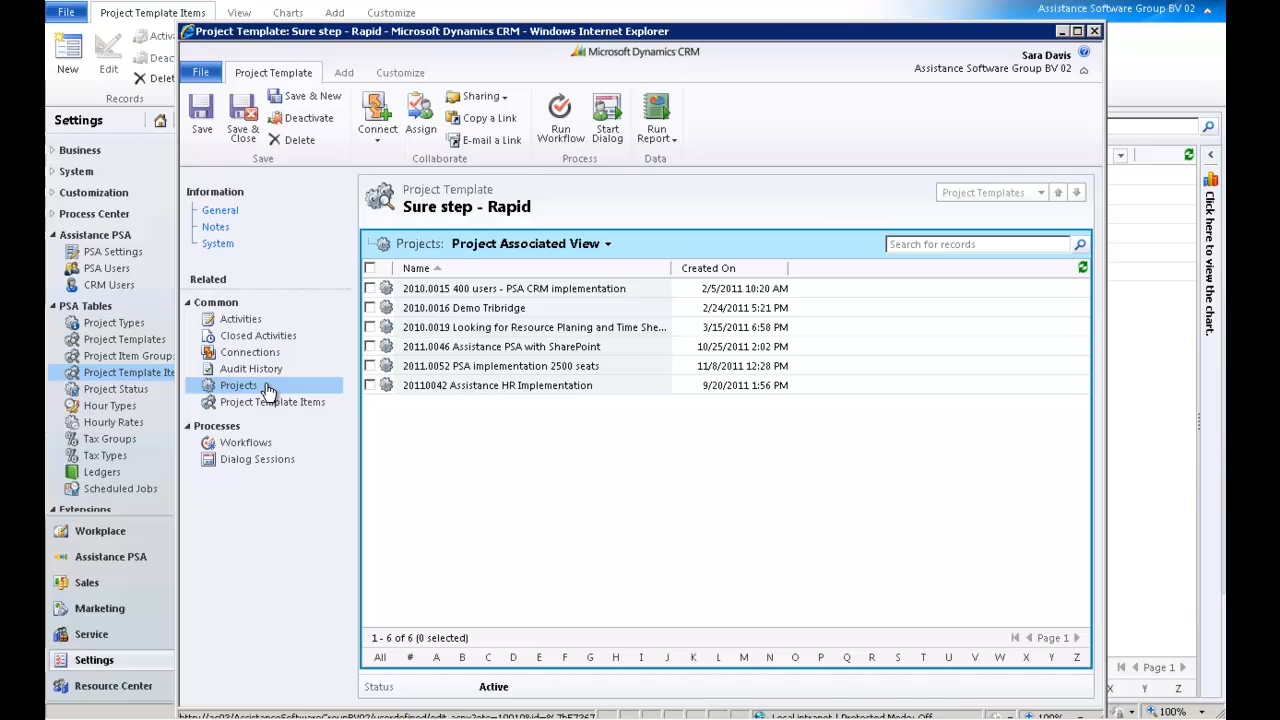 File
Project Template Items
View
Charts
Add
Customize
Assistance Software Group BV 02
Project Template: Sure step - Rapid - Microsoft Dynamics CRM - Windows Internet Explorer
Microsoft Dynamics CRM
Sara Davis
Assistance Software Group BV 02
File
Project Template
Add
Customize
New
Edit
Activ
Deac
Delet
Records
Save
Save & Close
Save & New
Deactivate
Delete
Save
Connect
Assign
Sharing
Copy a Link
E-mail a Link
Collaborate
Run Workflow
Start Dialog
Process
Run Report
Data
Settings
Business
System
Customization
Process Center
Assistance PSA
PSA Settings
PSA Users
CRM Users
PSA Tables
Project Types
Project Templates
Project Item Group
Project Template Ite
Project Status
Hour Types
Hourly Rates
Tax Groups
Tax Types
Ledgers
Scheduled Jobs
Extensions
Workplace
Assistance PSA
Sales
Marketing
Service
Settings
Resource Center
Information
General
Notes
System
Related
Common
Activities
Closed Activities
Connections
Audit History
Projects
Project Template Items
Processes
Workflows
Dialog Sessions
Project Template
Sure step - Rapid
Project Templates
Projects: Project Associated View
Search for records
Name
Created On
2010.0015 400 users - PSA CRM implementation 2/5/2011 10:20 AM
2010.0016 Demo Tribridge 2/24/2011 5:21 PM
2010.0019 Looking for Resource Planing and Time She... 3/15/2011 6:58 PM
2011.0046 Assistance PSA with SharePoint 10/25/2011 2:02 PM
2011.0052 PSA implementation 2500 seats 11/8/2011 12:28 PM
20110042 Assistance HR Implementation 9/20/2011 1:56 PM
1 - 6 of 6 (0 selected)
Page 1
All # A B C D E F G H I J K L M N O P Q R S T U V W X Y Z
Status
Active
Click here to view the chart.
Page 1
X Y Z
Local intranet | Protected Mode: Off
100%
100%